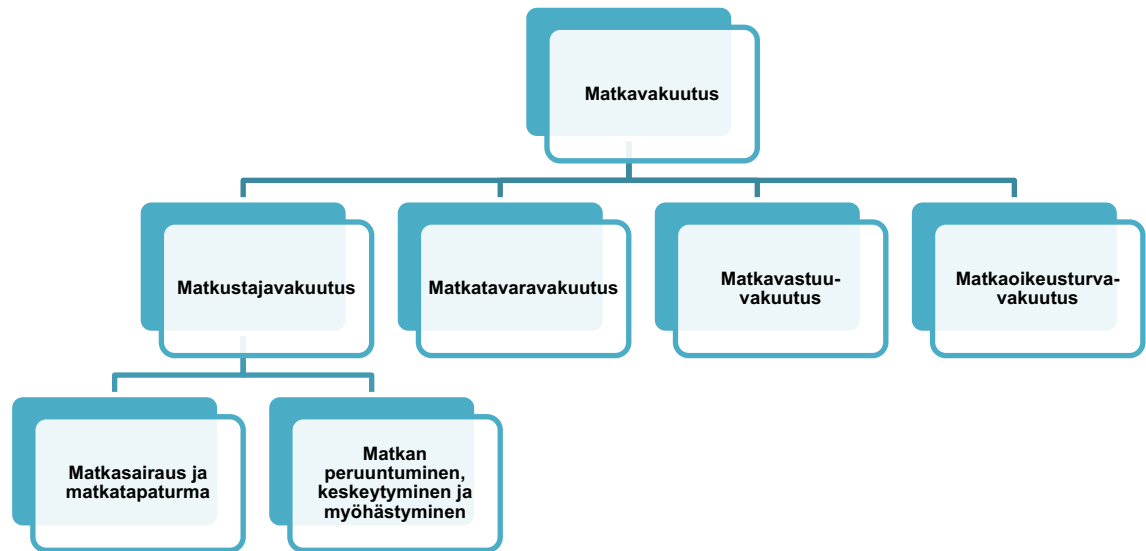 Matkavakuutus
Matkustajavakuutus
Matkatavaravakuutus
Matkavastuu-
vakuutus
Matkaoikeusturva-
vakuutus
Matkasairaus ja
matkatapaturma
Matkan
peruuntuminen,
keskeytyminen ja
myöhästyminen